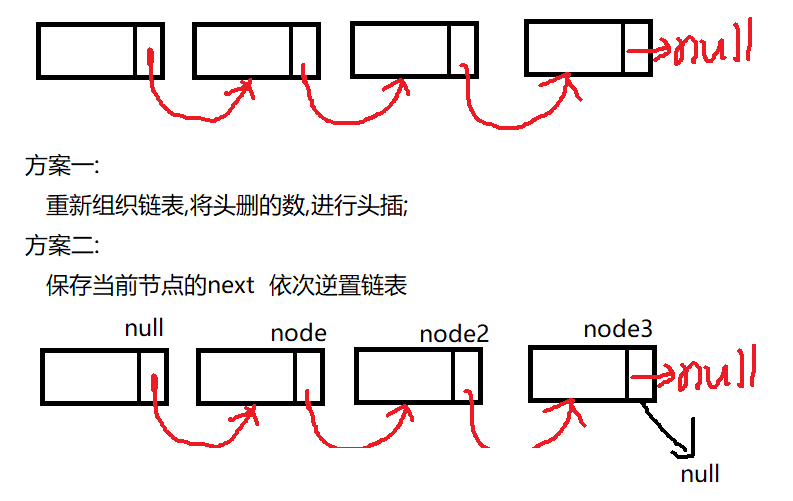 null
方案一:
重新组织链表,将头删的数,进行头插;
方案二:
保存当前节点的next 依次逆置链表
null node node2 node3
null
null